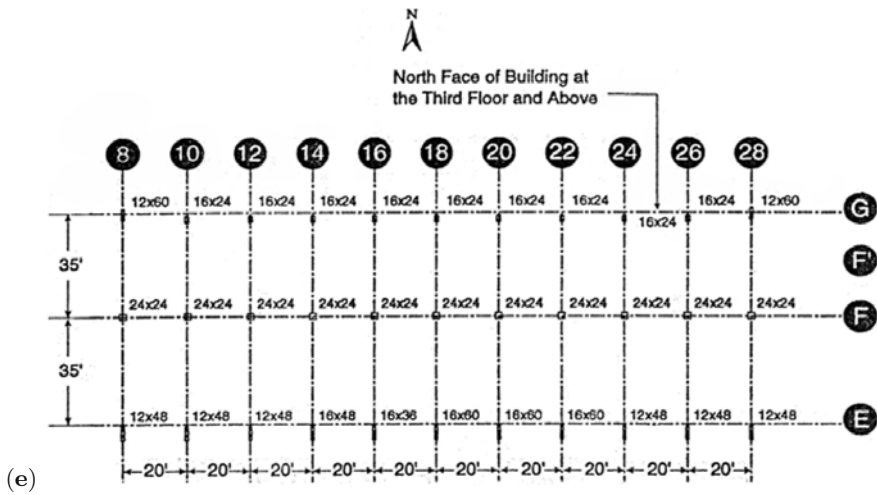 N
North Face of Building at
the Third Floor and Above
8 10 12 14 16 18 20 22 24 26 28
12x60 16x24 16x24 16x24 16x24 16x24 16x24 16x24 16x24 12x60
G
16x24
35'
F'
24x24 24x24 24x24 24x24 24x24 24x24 24x24 24x24 24x24 24x24 24x24
F
35'
12x48 12x48 12x48 16x48 16x36 16x60 16x60 16x60 12x48 12x48 12x48
E
20' 20' 20' 20' 20' 20' 20' 20' 20' 20'
(e)